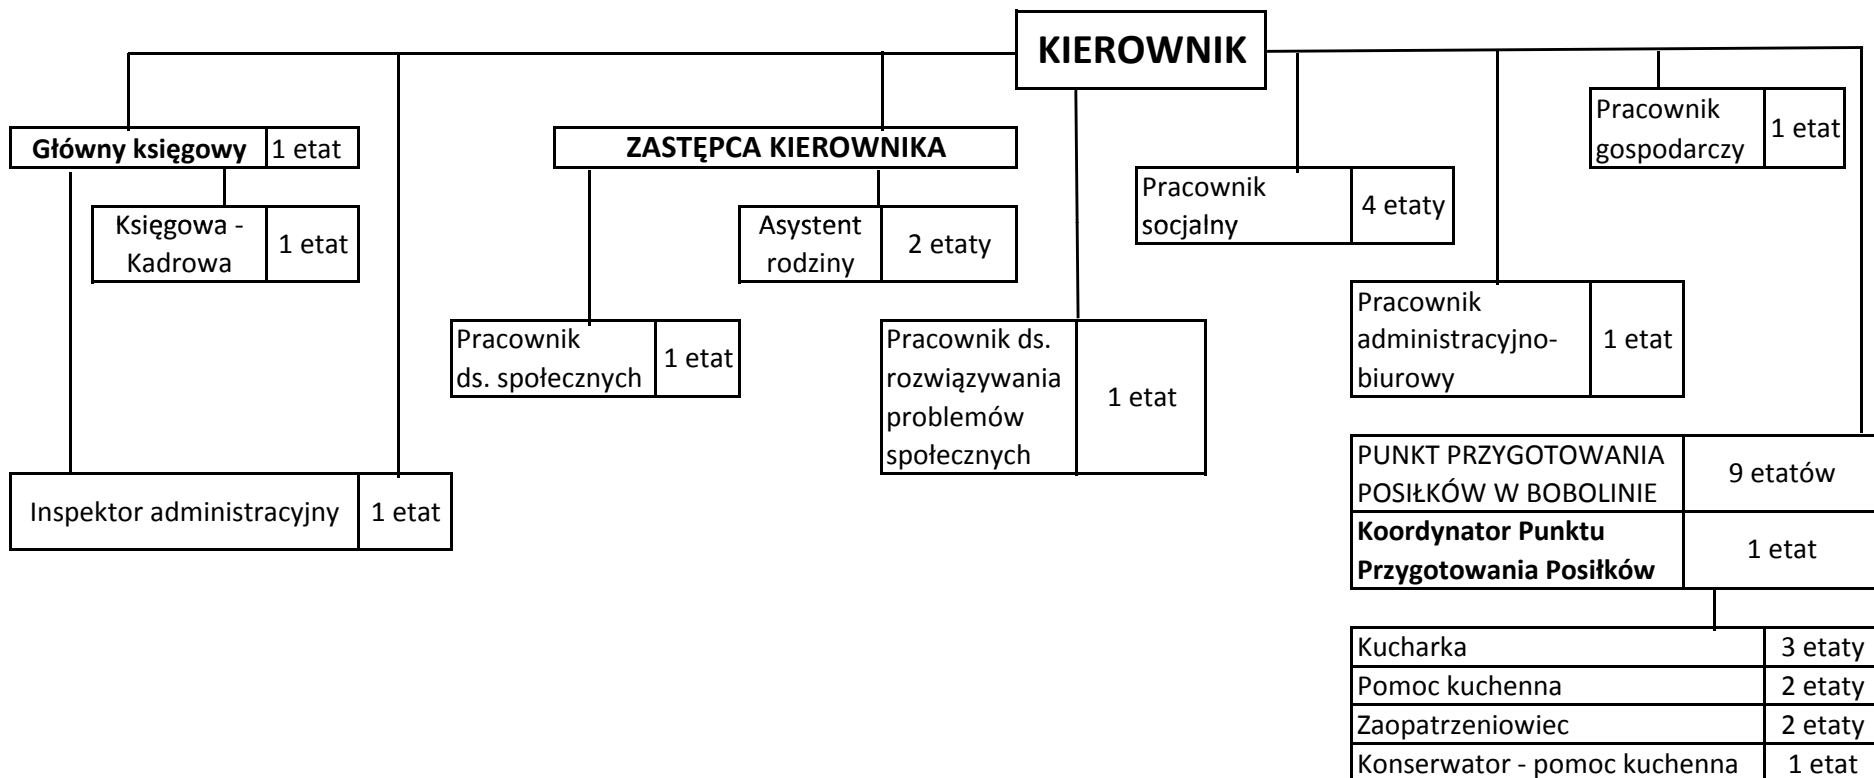 KIEROWNIK
Główny księgowy 1 etat
Księgowa -
Kadrowa
1 etat
Inspektor administracyjny 1 etat
ZASTĘPCA KIEROWNIKA
Asystent
rodziny
2 etaty
Pracownik
ds. społecznych
1 etat
Pracownik ds.
rozwiązywania
problemów
społecznych
1 etat
Pracownik
socjalny
4 etaty
Pracownik
administracyjno-
biurowy
1 etat
Pracownik
gospodarczy
1 etat
PUNKT PRZYGOTOWANIA
POSIŁKÓW W BOBOLINIE
9 etatów
Koordynator Punktu
Przygotowania Posiłków
1 etat
Kucharka 3 etaty
Pomoc kuchenna 2 etaty
Zaopatrzeniowiec 2 etaty
Konserwator - pomoc kuchenna 1 etat